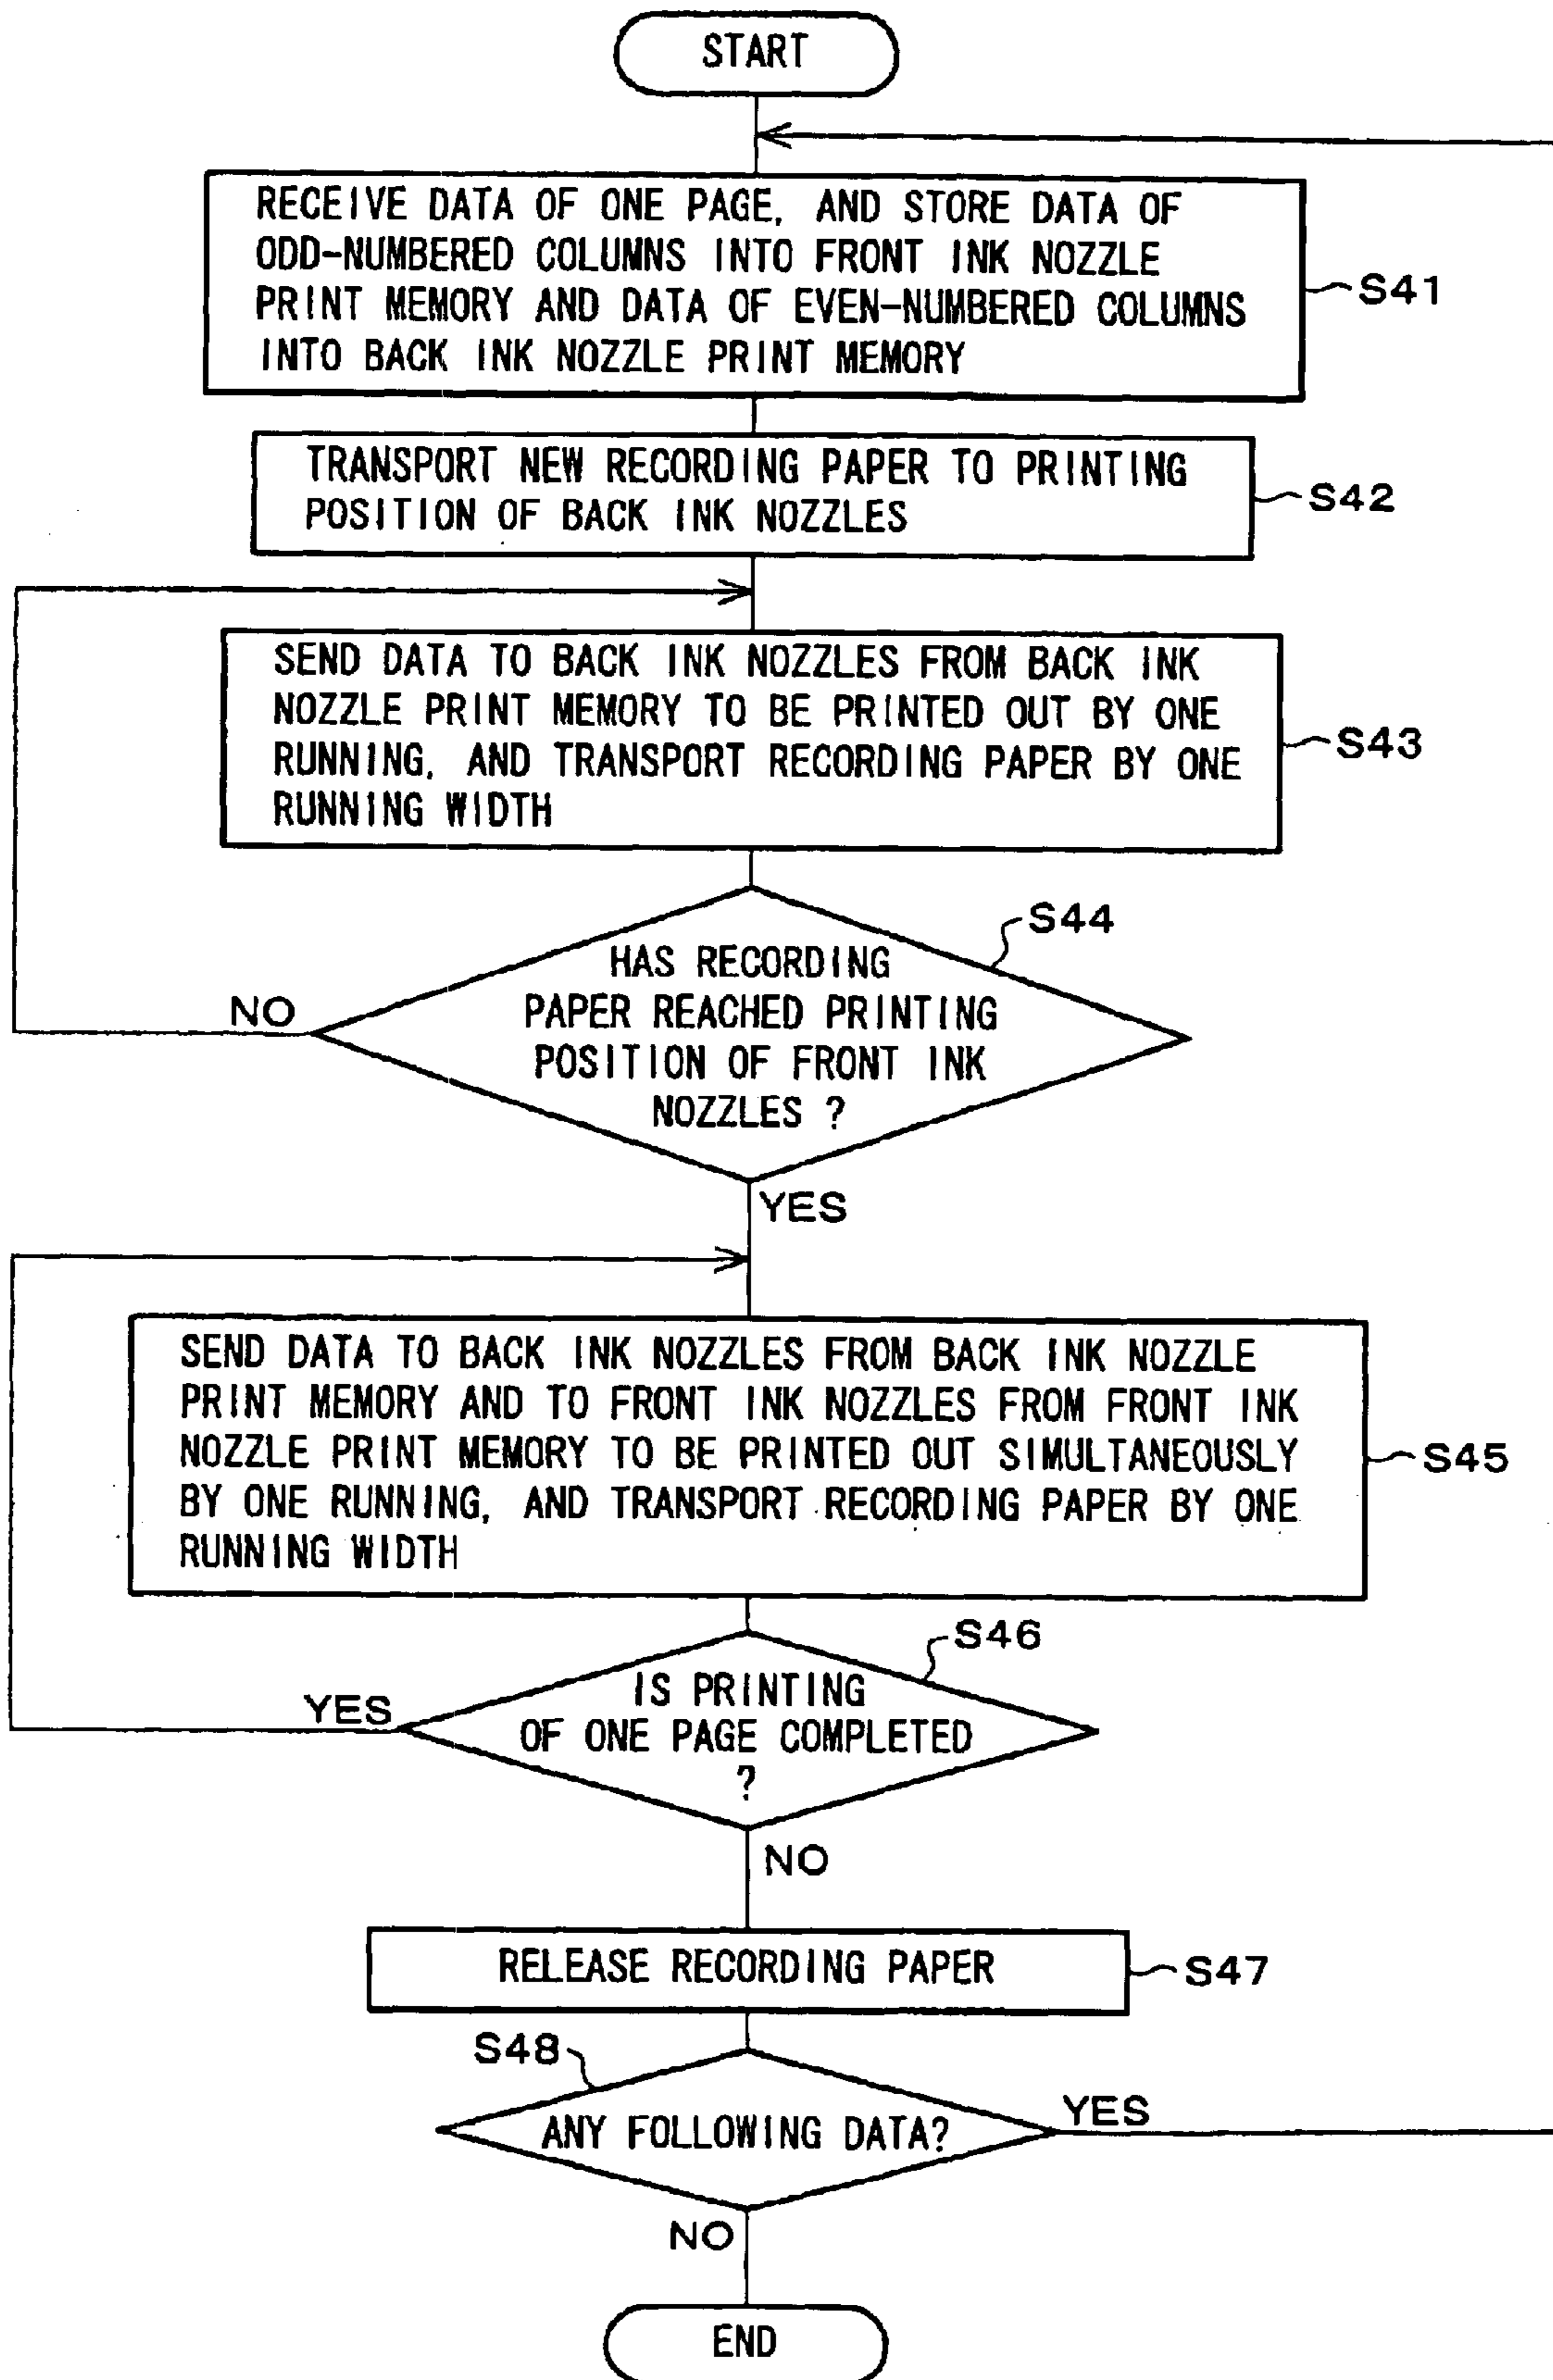 START
RECEIVE DATA OF ONE PAGE, AND STORE DATA OF
ODD-NUMBERED COLUMNS INTO FRONT INK NOZZLE
PRINT MEMORY AND DATA OF EVEN-NUMBERED COLUMNS
INTO BACK INK NOZZLE PRINT MEMORY
S41
TRANSPORT NEW RECORDING PAPER TO PRINTING
POSITION OF BACK INK NOZZLES
S42
SEND DATA TO BACK INK NOZZLES FROM BACK INK
NOZZLE PRINT MEMORY TO BE PRINTED OUT BY ONE
RUNNING, AND TRANSPORT RECORDING PAPER BY ONE
RUNNING WIDTH
S43
S44
HAS RECORDING
PAPER REACHED PRINTING
POSITION OF FRONT INK
NOZZLES ?
NO
YES
SEND DATA TO BACK INK NOZZLES FROM BACK INK NOZZLE
PRINT MEMORY AND TO FRONT INK NOZZLES FROM FRONT INK
NOZZLE PRINT MEMORY TO BE PRINTED OUT SIMULTANEOUSLY
BY ONE RUNNING, AND TRANSPORT RECORDING PAPER BY ONE
RUNNING WIDTH
S45
S46
IS PRINTING
OF ONE PAGE COMPLETED
?
YES
NO
RELEASE RECORDING PAPER
S47
S48
ANY FOLLOWING DATA?
YES
NO
END